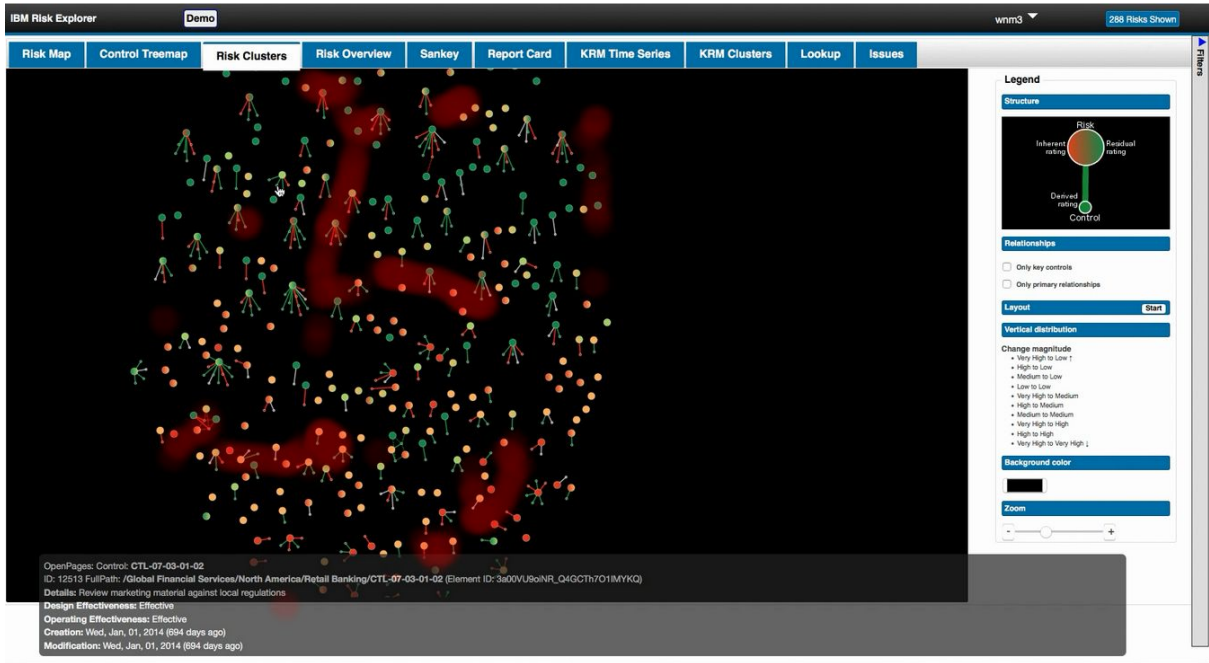 IBM Risk Explorer
Demo
wnm3
288 Risks Shown
Risk Map
Control Treemap
Risk Clusters
Risk Overview
Sankey
Report Card
KRM Time Series
KRM Clusters
Lookup
Issues
Filters
Legend
Structure
Risk
Inherent rating
Residual rating
Derived rating
Control
Relationships
Only key controls
Only primary relationships
Layout
Start
Vertical distribution
Change magnitude
• Very High to Low ↑
• High to Low
• Medium to Low
• Low to Low
• Very High to Medium
• High to Medium
• Medium to Medium
• Very High to High
• High to High
• Very High to Very High ↓
Background color
Zoom
- +
OpenPages: Control: CTL-07-03-01-02
ID: 12513 FullPath: /Global Financial Services/North America/Retail Banking/CTL-07-03-01-02 (Element ID: 3a00VU9oiNR_Q4GCTh7O1IMYKQ)
Details: Review marketing material against local regulations
Design Effectiveness: Effective
Operating Effectiveness: Effective
Creation: Wed, Jan, 01, 2014 (694 days ago)
Modification: Wed, Jan, 01, 2014 (694 days ago)